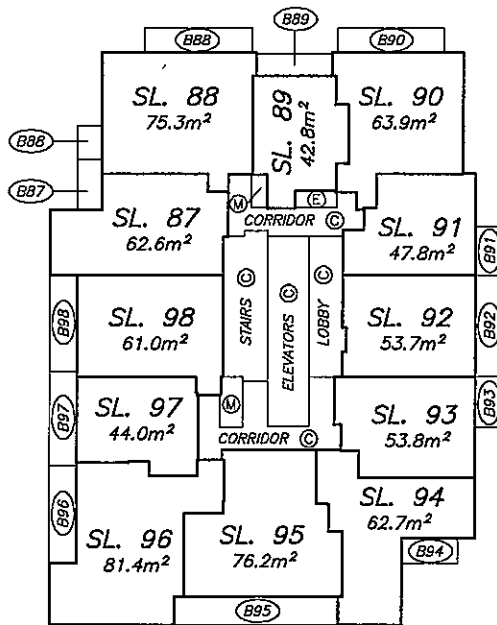 B89
B88
B90
SL. 88
75.3m²
SL. 89
42.8m²
SL. 90
63.9m²
B88
B87
M
E
CORRIDOR C
SL. 87
62.6m²
SL. 91
47.8m²
B91
B98
SL. 98
61.0m²
STAIRS C
ELEVATORS C
LOBBY C
SL. 92
53.7m²
B92
B97
SL. 97
44.0m²
M
CORRIDOR C
SL. 93
53.8m²
B93
B96
SL. 96
81.4m²
SL. 95
76.2m²
SL. 94
62.7m²
B94
B95